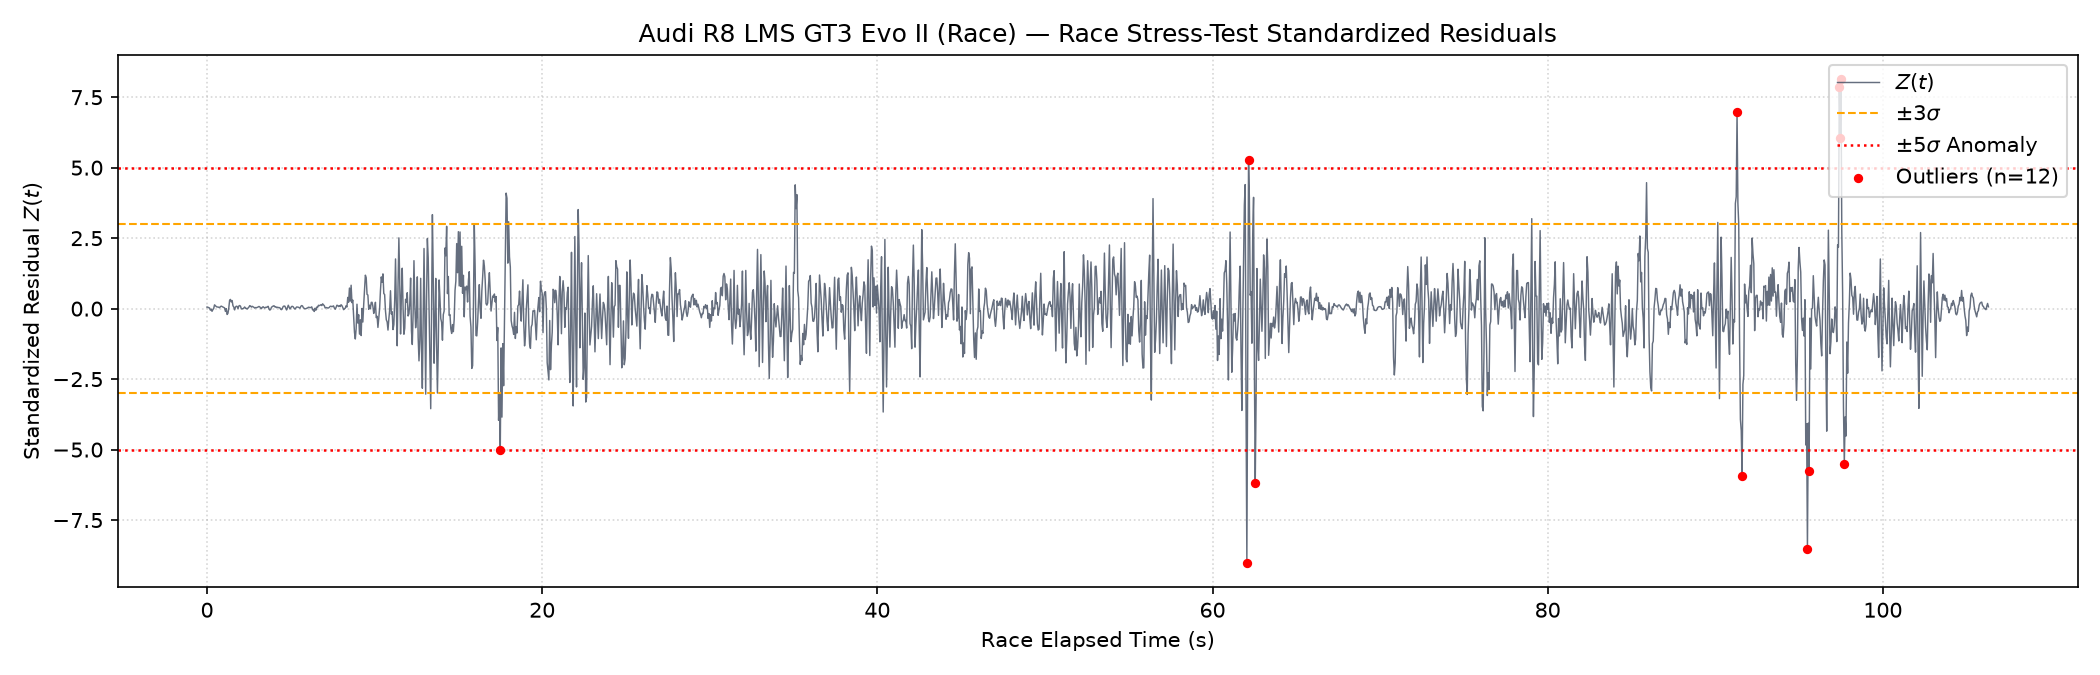 Audi R8 LMS GT3 Evo II (Race) — Race Stress-Test Standardized Residuals
Standardized Residual Z(t)
7.5
5.0
2.5
0.0
−2.5
−5.0
−7.5
Z(t)
±3σ
±5σ Anomaly
Outliers (n=12)
0 20 40 60 80 100
Race Elapsed Time (s)